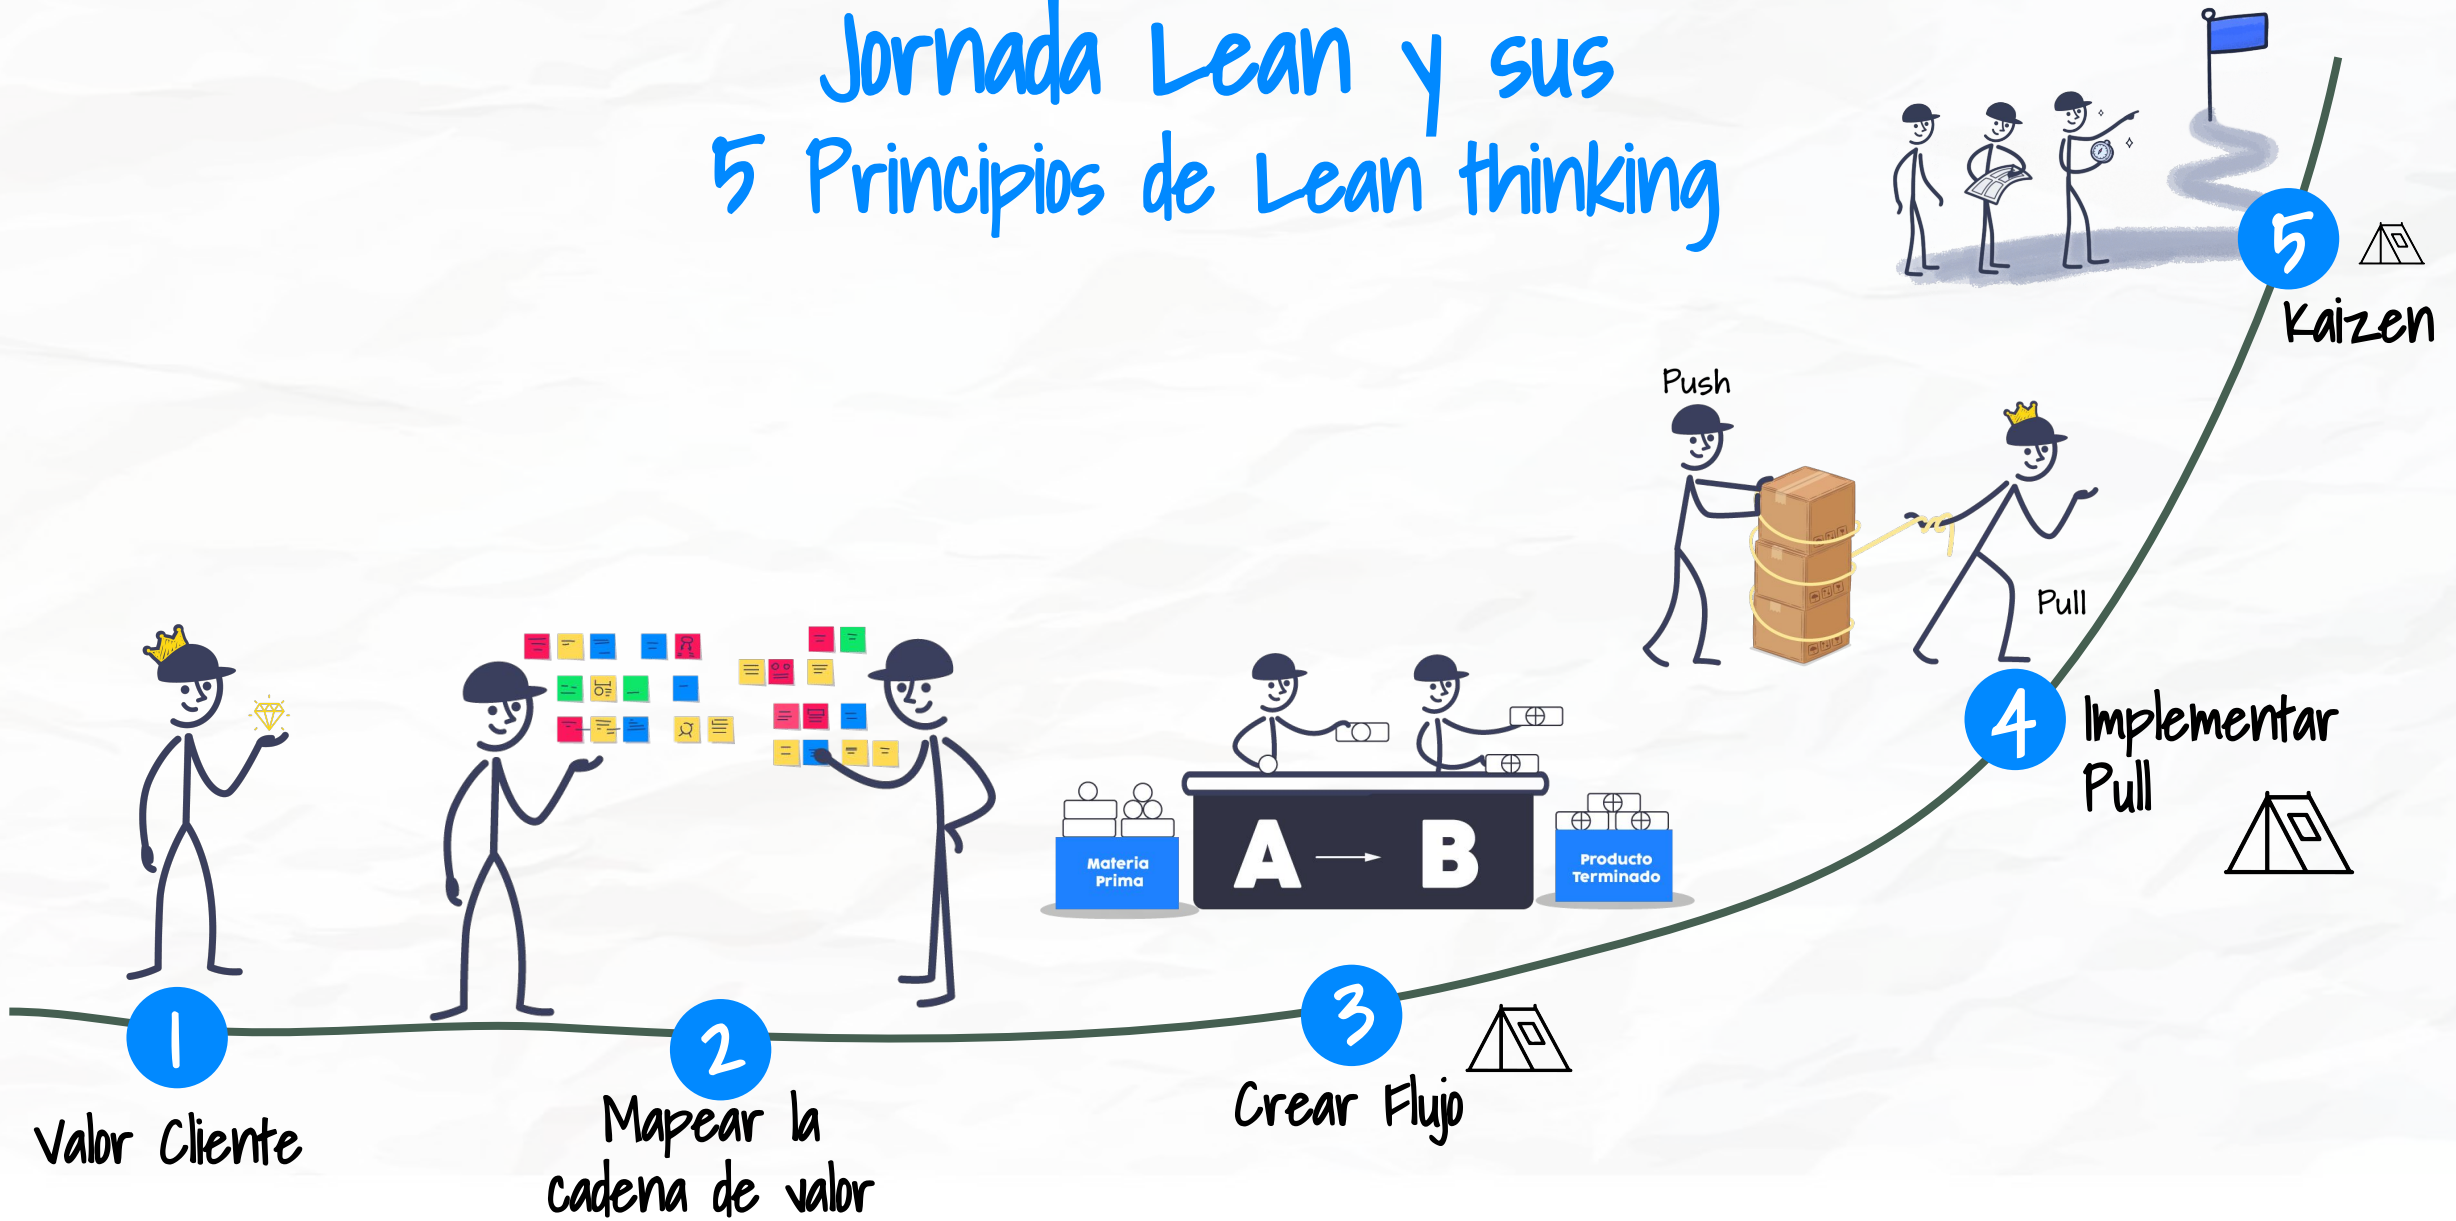 Jornada Lean y sus
5 Principios de Lean thinking
1
Valor Cliente
2
Mapear la
cadena de valor
Materia
Prima
A → B
Producto
Terminado
3
Crear Flujo
Push
Pull
4
Implementar
Pull
5
Kaizen